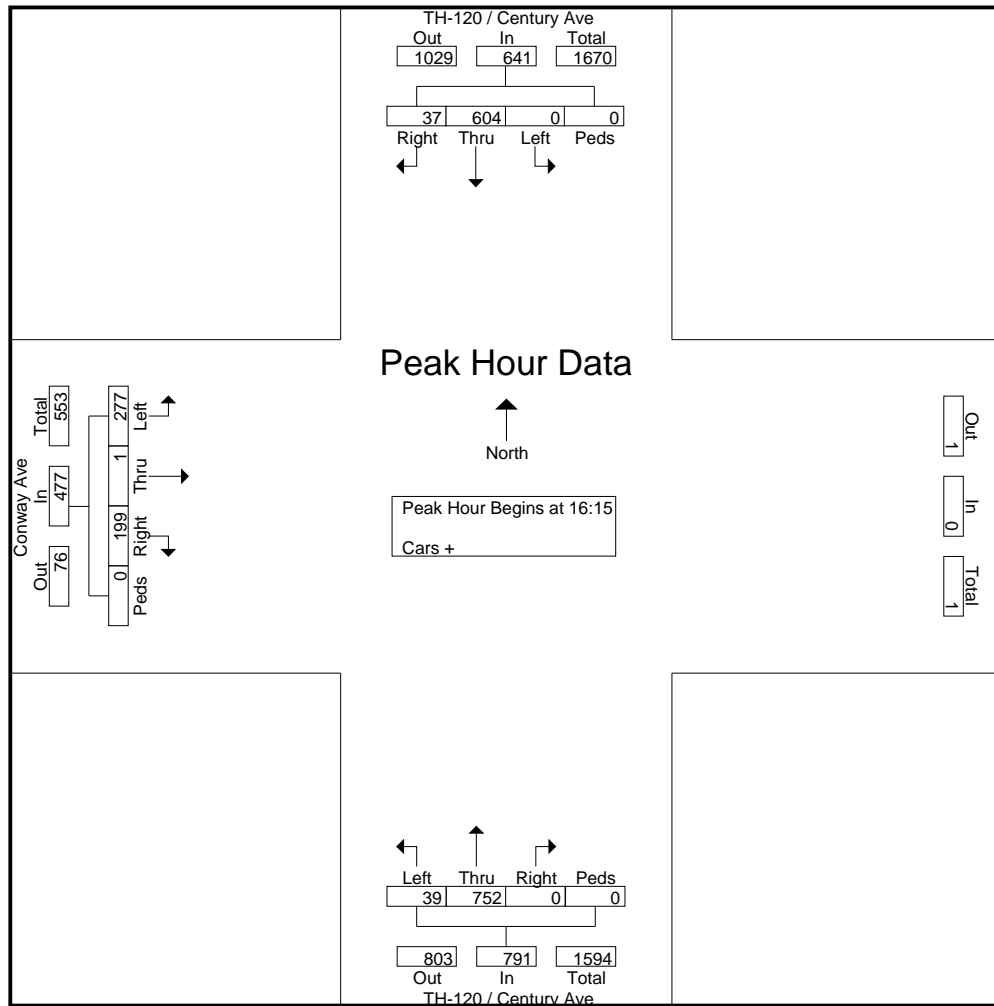 TH-120 / Century Ave
Out In Total
1029 641 1670
37 604 0 0
Right Thru Left Peds
Peak Hour Data
North
Peak Hour Begins at 16:15
Cars +
Conway Ave
Out In Total
76 477 553
0 199 1 277
Peds Right Thru Left
Out In Total
1 0 1
Left Thru Right Peds
39 752 0 0
803 791 1594
Out In Total
TH-120 / Century Ave